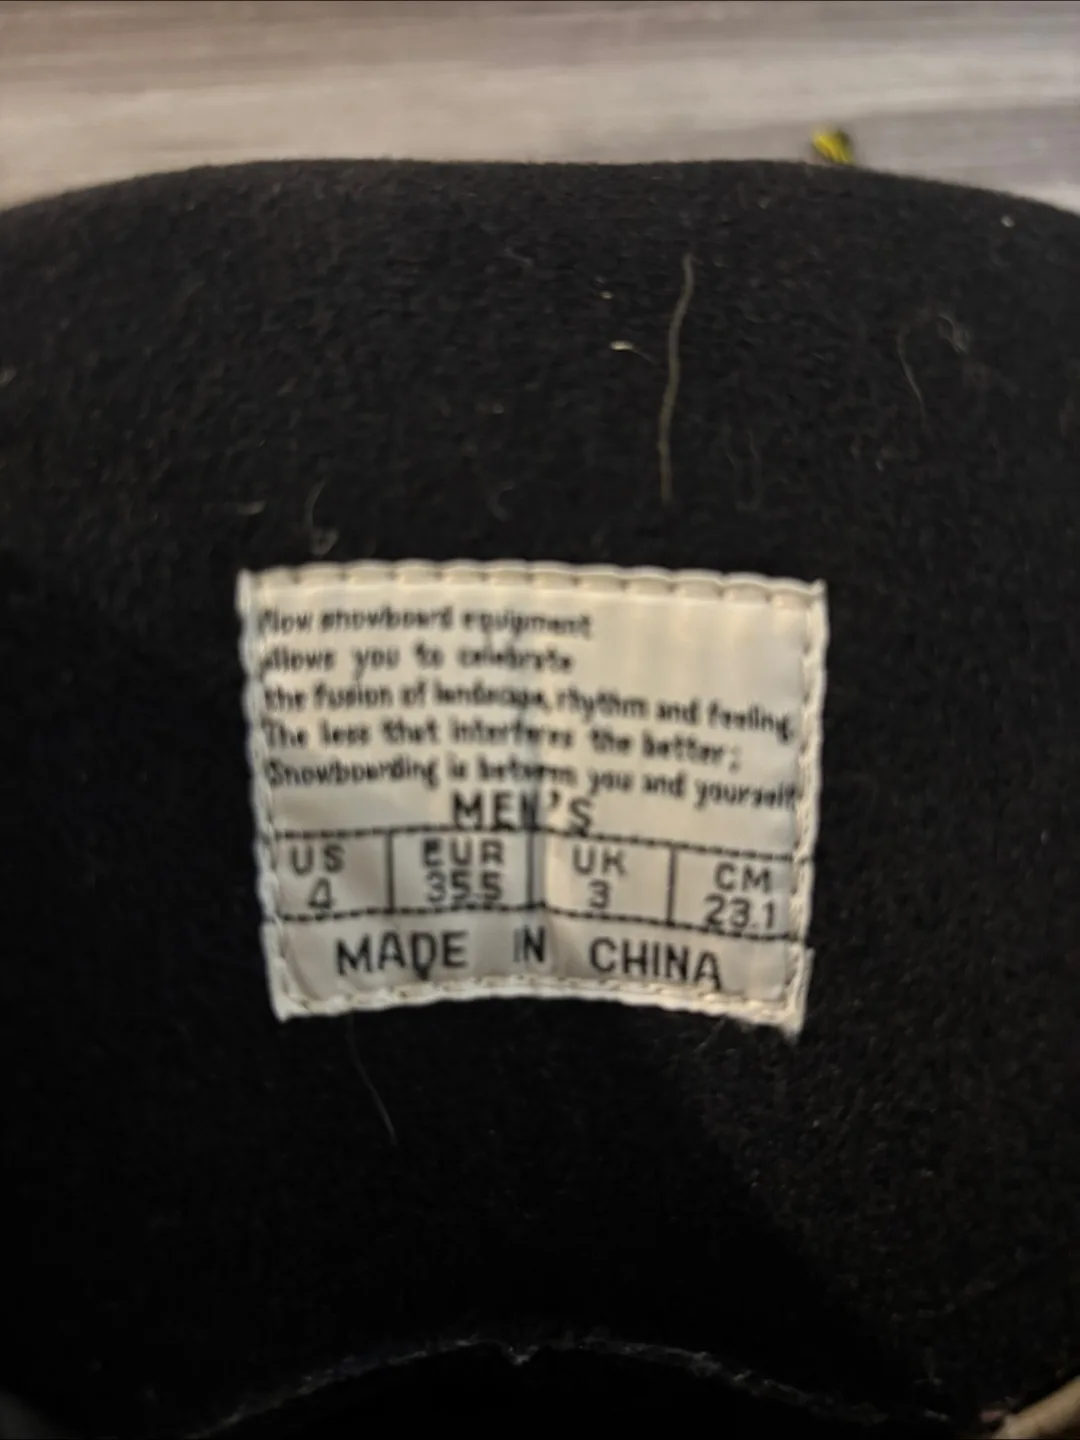 Flow snowboard equipment
allows you to celebrate
the fusion of landscape, rhythm and feeling.
The less that interferes the better;
Snowboarding is between you and yourself
MEN'S
US EUR UK CM
4 35.5 3 23.1
MADE IN CHINA